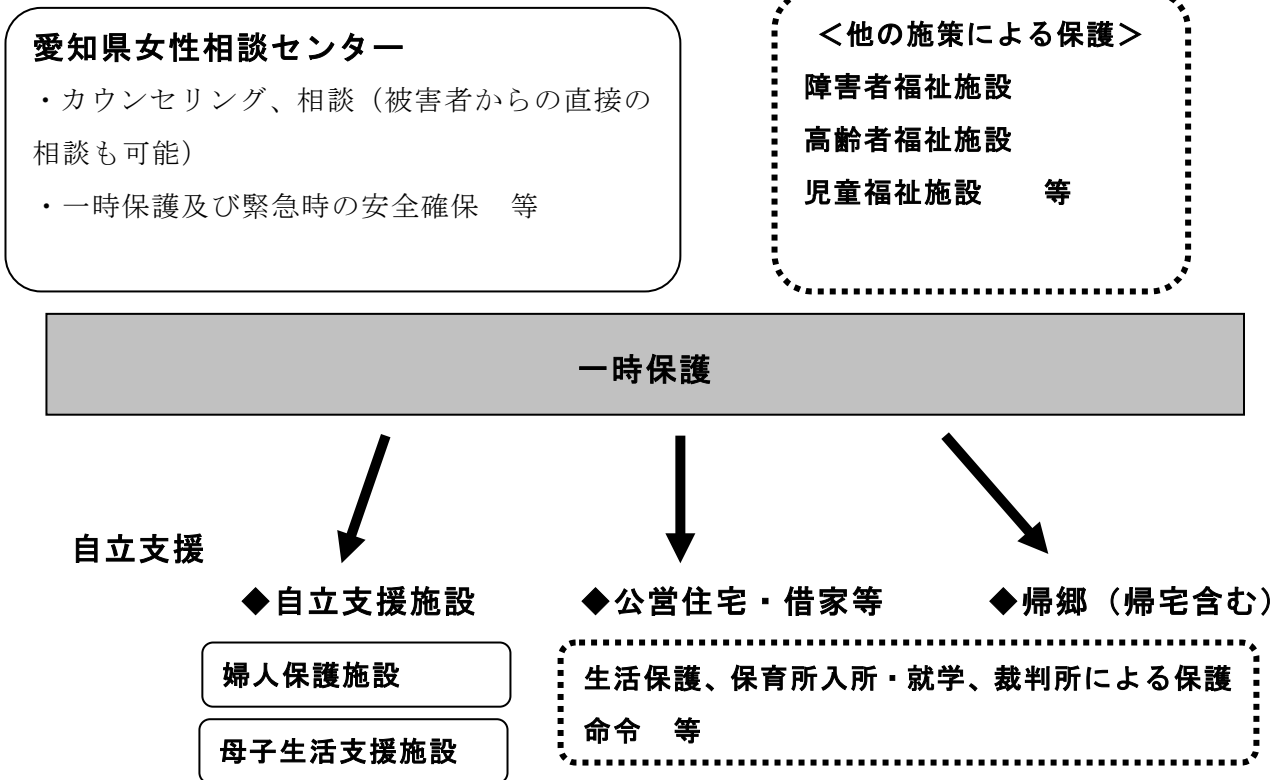 愛知県女性相談センター
・カウンセリング、相談（被害者からの直接の
相談も可能）
・一時保護及び緊急時の安全確保　等
＜他の施策による保護＞
障害者福祉施設
高齢者福祉施設
児童福祉施設　　等
一時保護
自立支援
◆自立支援施設
婦人保護施設
母子生活支援施設
◆公営住宅・借家等
◆帰郷（帰宅含む）
生活保護、保育所入所・就学、裁判所による保護
命令　等